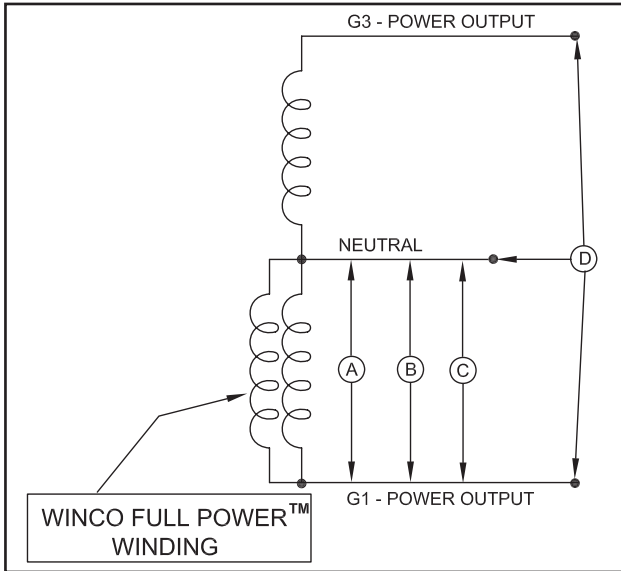 G3 - POWER OUTPUT
NEUTRAL
D
A
B
C
G1 - POWER OUTPUT
WINCO FULL POWER™
WINDING